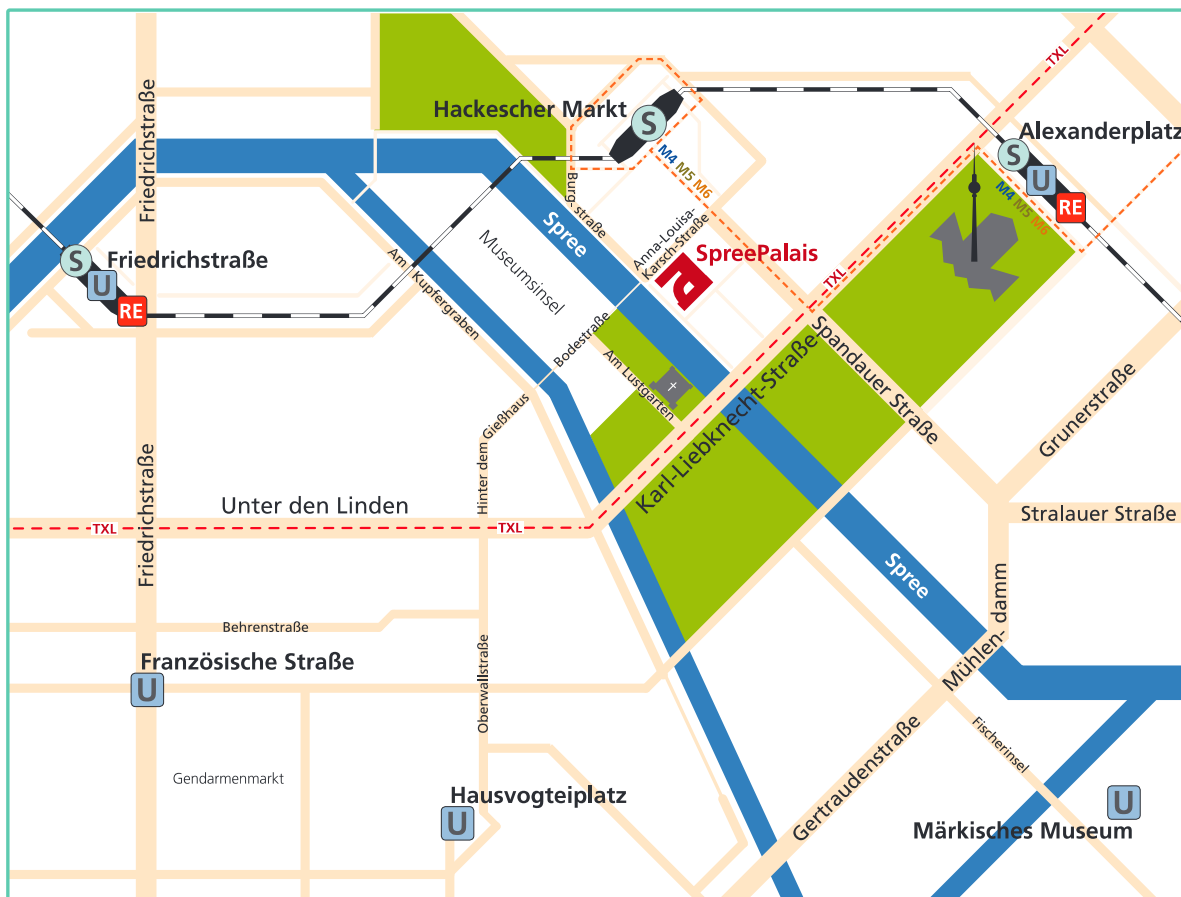 TXL
Hackescher Markt
S
Alexanderplatz
S
U
RE
M4 M5 M6
M4 M5 M6
Friedrichstraße
Burg- straße
Spree
Anna-Louisa-
Karsch-Straße
SpreePalais
Museumsinsel
S
Friedrichstraße
U
RE
Am Kupfergraben
TXL
Bodestraße
Am Lustgarten
Spandauer Straße
Karl-Liebknecht-Straße
Grunerstraße
Hinter dem Gießhaus
Friedrichstraße
Unter den Linden
TXL
TXL
Stralauer Straße
Spree
Behrenstraße
Mühlen- damm
Französische Straße
U
Oberwallstraße
Gertraudenstraße
Fischerinsel
Gendarmenmarkt
Hausvogteiplatz
U
U
Märkisches Museum